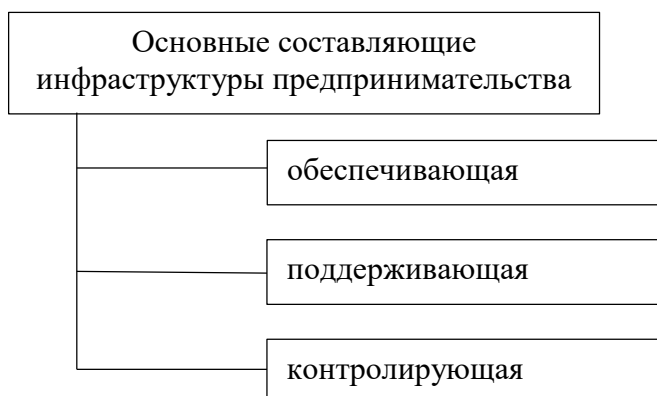 Основные составляющие
инфраструктуры предпринимательства
обеспечивающая
поддерживающая
контролирующая